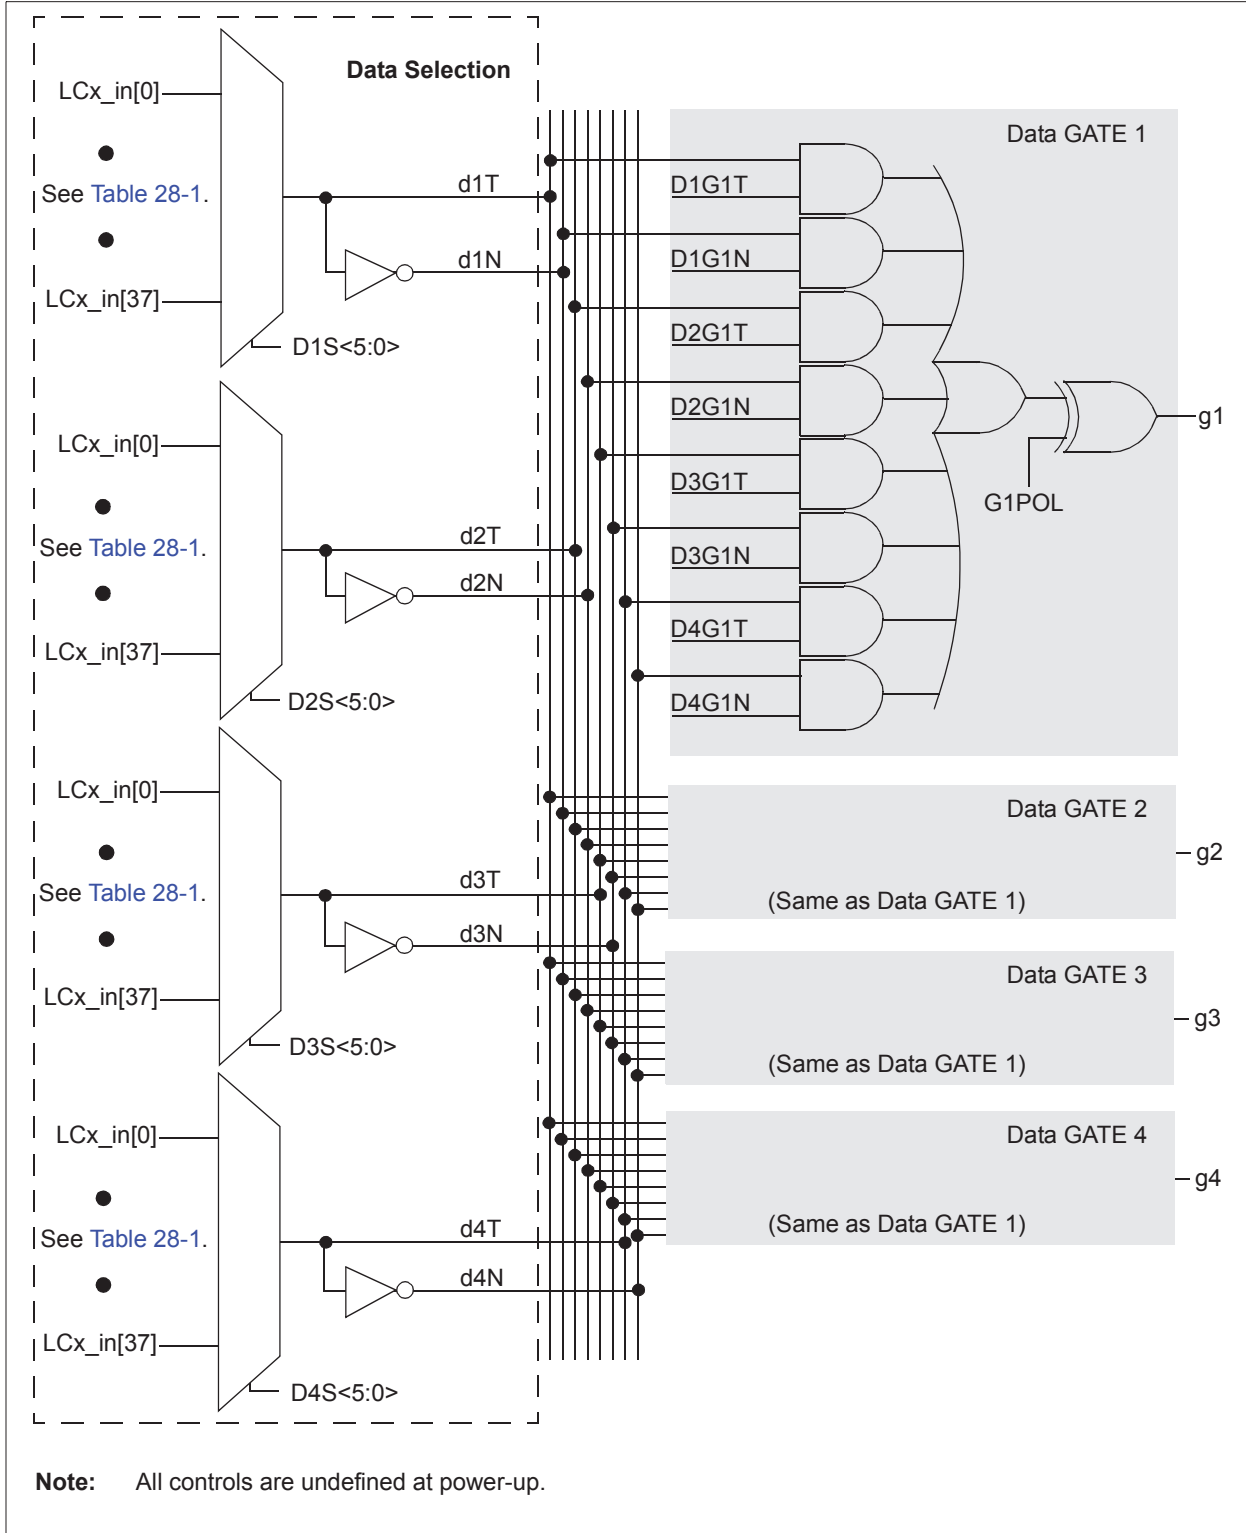 Data Selection
LCx_in[0]
See Table 28-1.
LCx_in[37]
D1S<5:0>
d1T
d1N
LCx_in[0]
See Table 28-1.
LCx_in[37]
D2S<5:0>
d2T
d2N
LCx_in[0]
See Table 28-1.
LCx_in[37]
D3S<5:0>
d3T
d3N
LCx_in[0]
See Table 28-1.
LCx_in[37]
D4S<5:0>
d4T
d4N
Data GATE 1
D1G1T
D1G1N
D2G1T
D2G1N
D3G1T
D3G1N
D4G1T
D4G1N
G1POL
g1
Data GATE 2
(Same as Data GATE 1)
g2
Data GATE 3
(Same as Data GATE 1)
g3
Data GATE 4
(Same as Data GATE 1)
g4
Note: All controls are undefined at power-up.